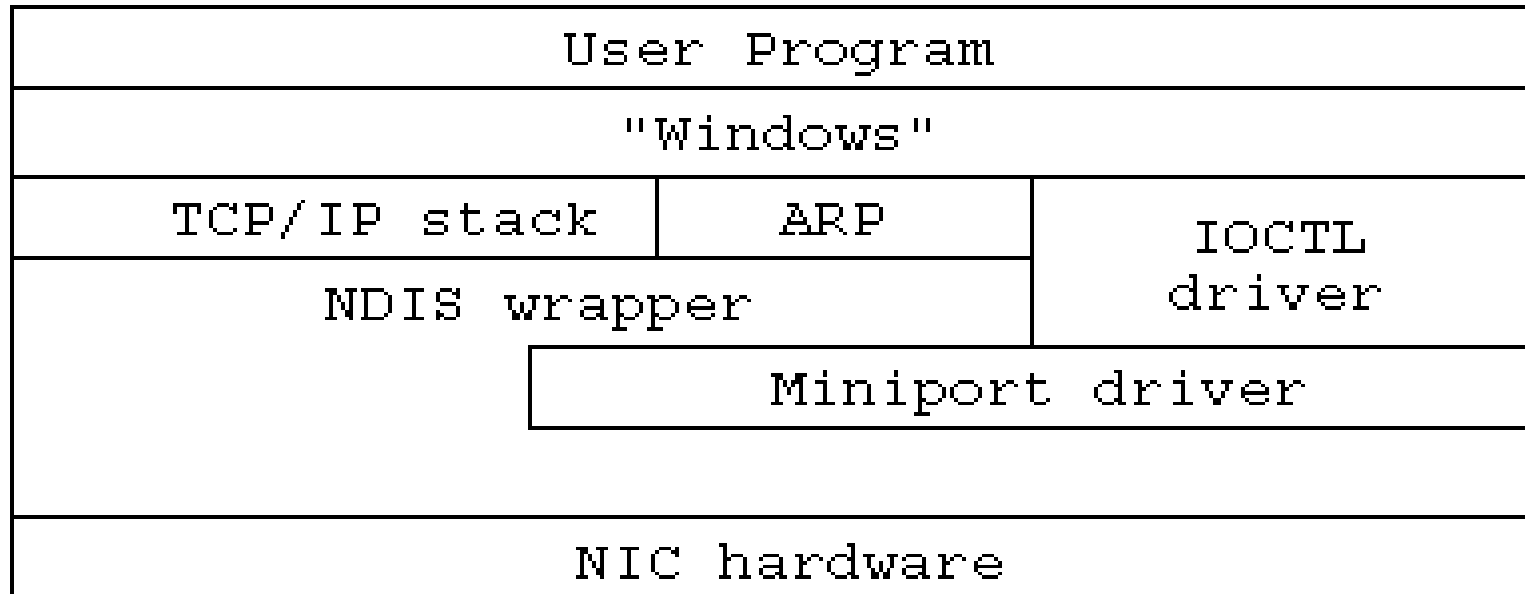 User Program
"Windows"
TCP/IP stack
ARP
IOCTL
driver
NDIS wrapper
Miniport driver
NIC hardware